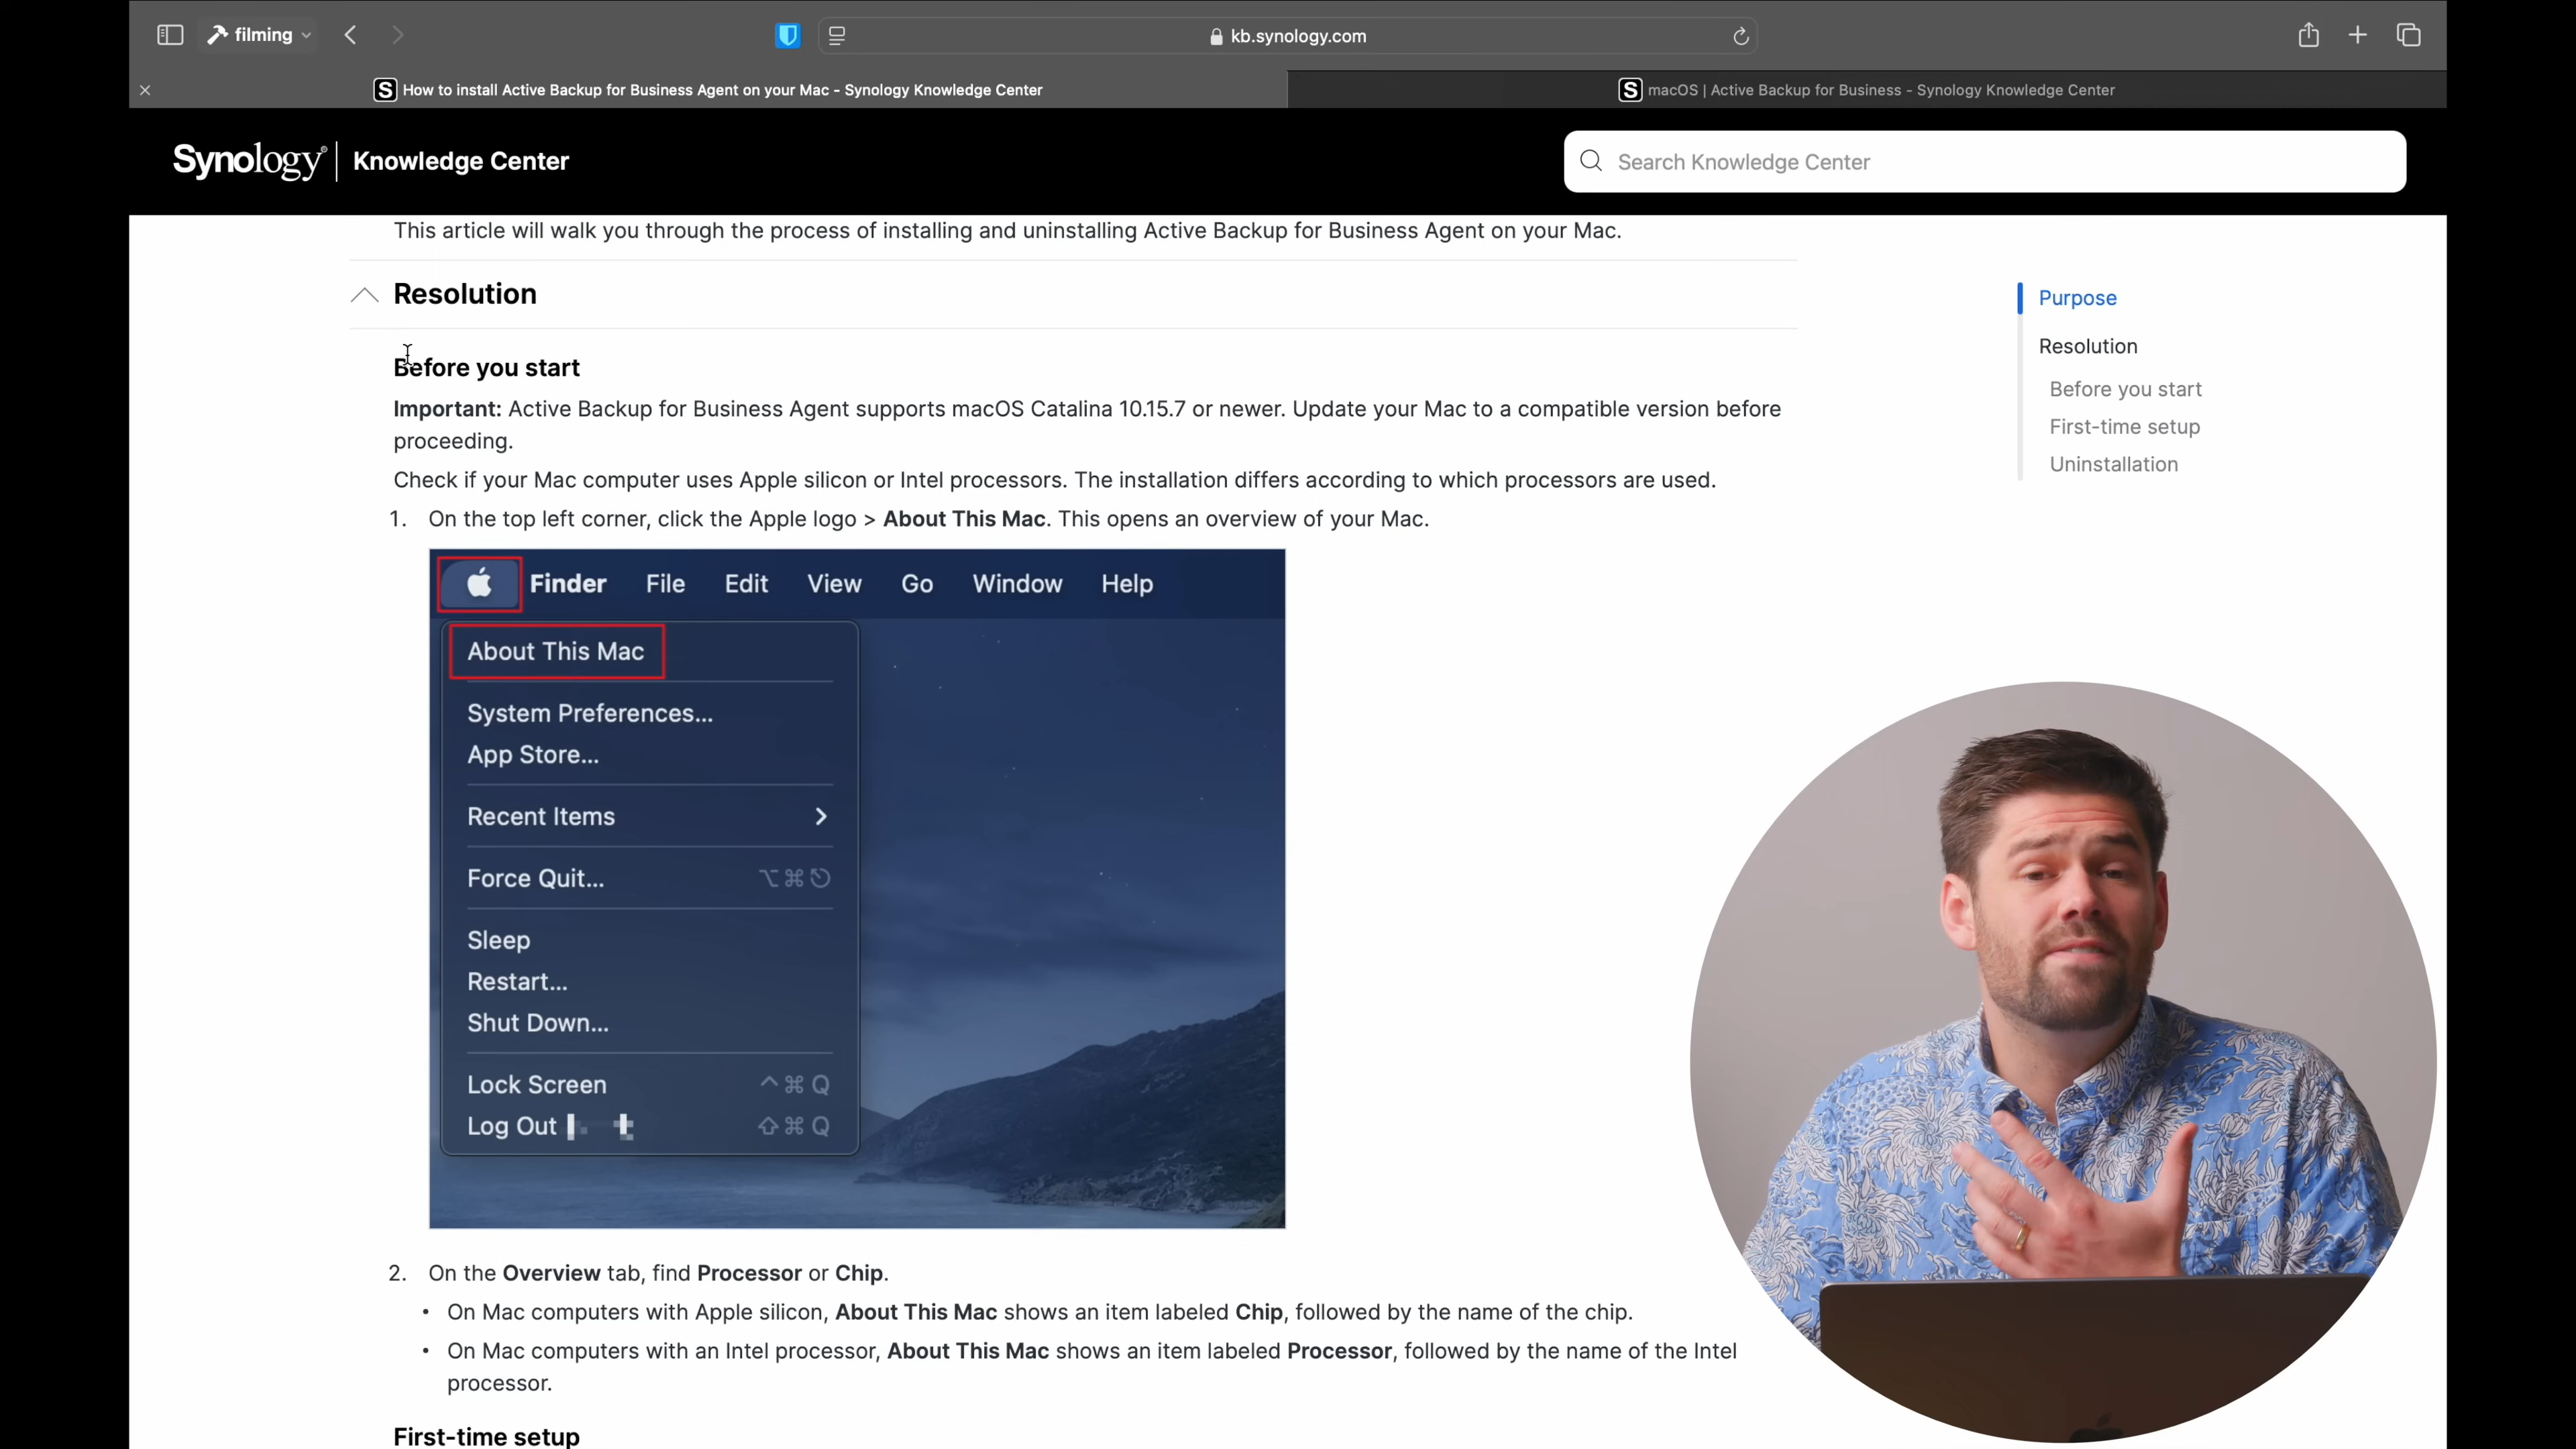 filming
kb.synology.com
S How to install Active Backup for Business Agent on your Mac - Synology Knowledge Center
S macOS | Active Backup for Business - Synology Knowledge Center
Synology® Knowledge Center
Search Knowledge Center
This article will walk you through the process of installing and uninstalling Active Backup for Business Agent on your Mac.
Resolution
Before you start
Important: Active Backup for Business Agent supports macOS Catalina 10.15.7 or newer. Update your Mac to a compatible version before
proceeding.
Check if your Mac computer uses Apple silicon or Intel processors. The installation differs according to which processors are used.
1. On the top left corner, click the Apple logo > About This Mac. This opens an overview of your Mac.
Finder File Edit View Go Window Help
About This Mac
System Preferences...
App Store...
Recent Items
Force Quit... ⌥⌘⎋
Sleep
Restart...
Shut Down...
Lock Screen ^⌘Q
Log Out ⇧⌘Q
2. On the Overview tab, find Processor or Chip.
• On Mac computers with Apple silicon, About This Mac shows an item labeled Chip, followed by the name of the chip.
• On Mac computers with an Intel processor, About This Mac shows an item labeled Processor, followed by the name of the Intel
processor.
First-time setup
Purpose
Resolution
Before you start
First-time setup
Uninstallation